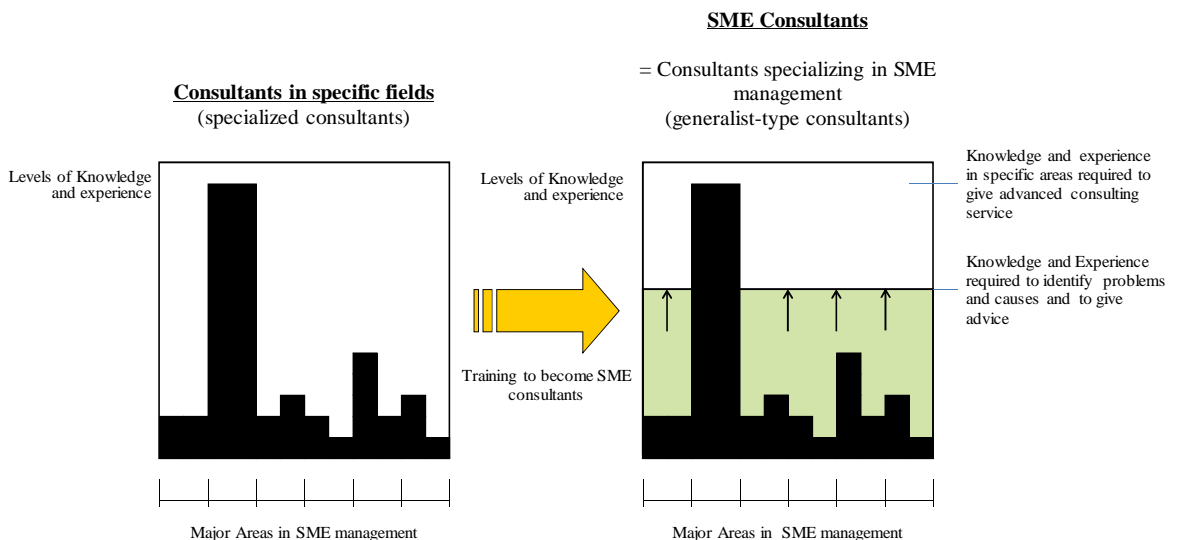 SME Consultants
= Consultants specializing in SME
management
(generalist-type consultants)
Consultants in specific fields
(specialized consultants)
Levels of Knowledge
and experience
Levels of Knowledge
and experience
Knowledge and experience
in specific areas required to
give advanced consulting
service
Knowledge and Experience
required to identify problems
and causes and to give
advice
Training to become SME
consultants
Major Areas in SME management
Major Areas in SME management